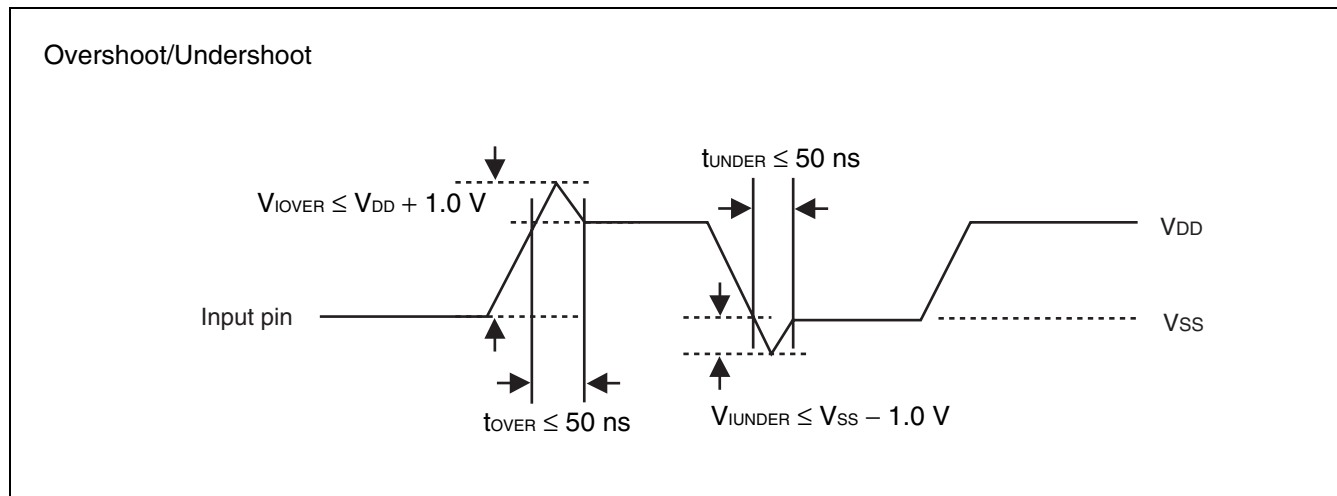 Overshoot/Undershoot
tUNDER ≤ 50 ns
VIOVER ≤ VDD + 1.0 V
VDD
Input pin
VSS
tOVER ≤ 50 ns
VIUNDER ≤ VSS − 1.0 V